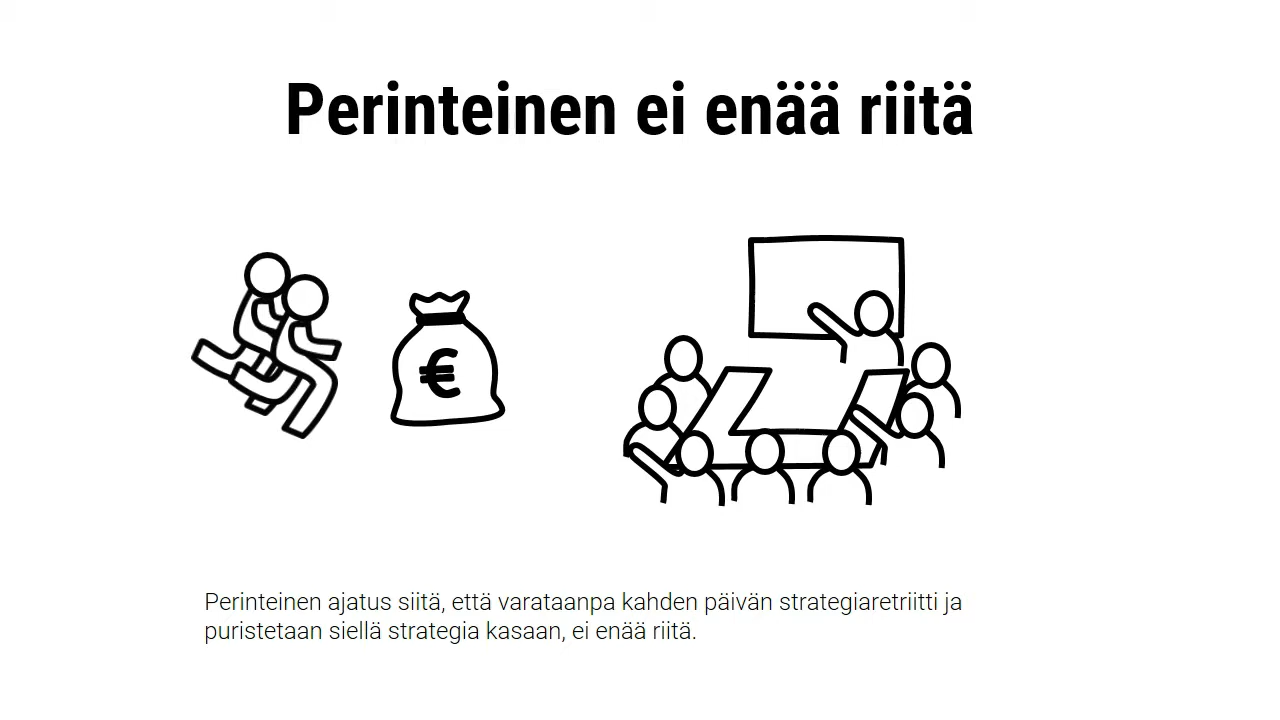 Perinteinen ei enää riitä
€
Perinteinen ajatus siitä, että varataanpa kahden päivän strategiaretriitti ja
puristetaan siellä strategia kasaan, ei enää riitä.